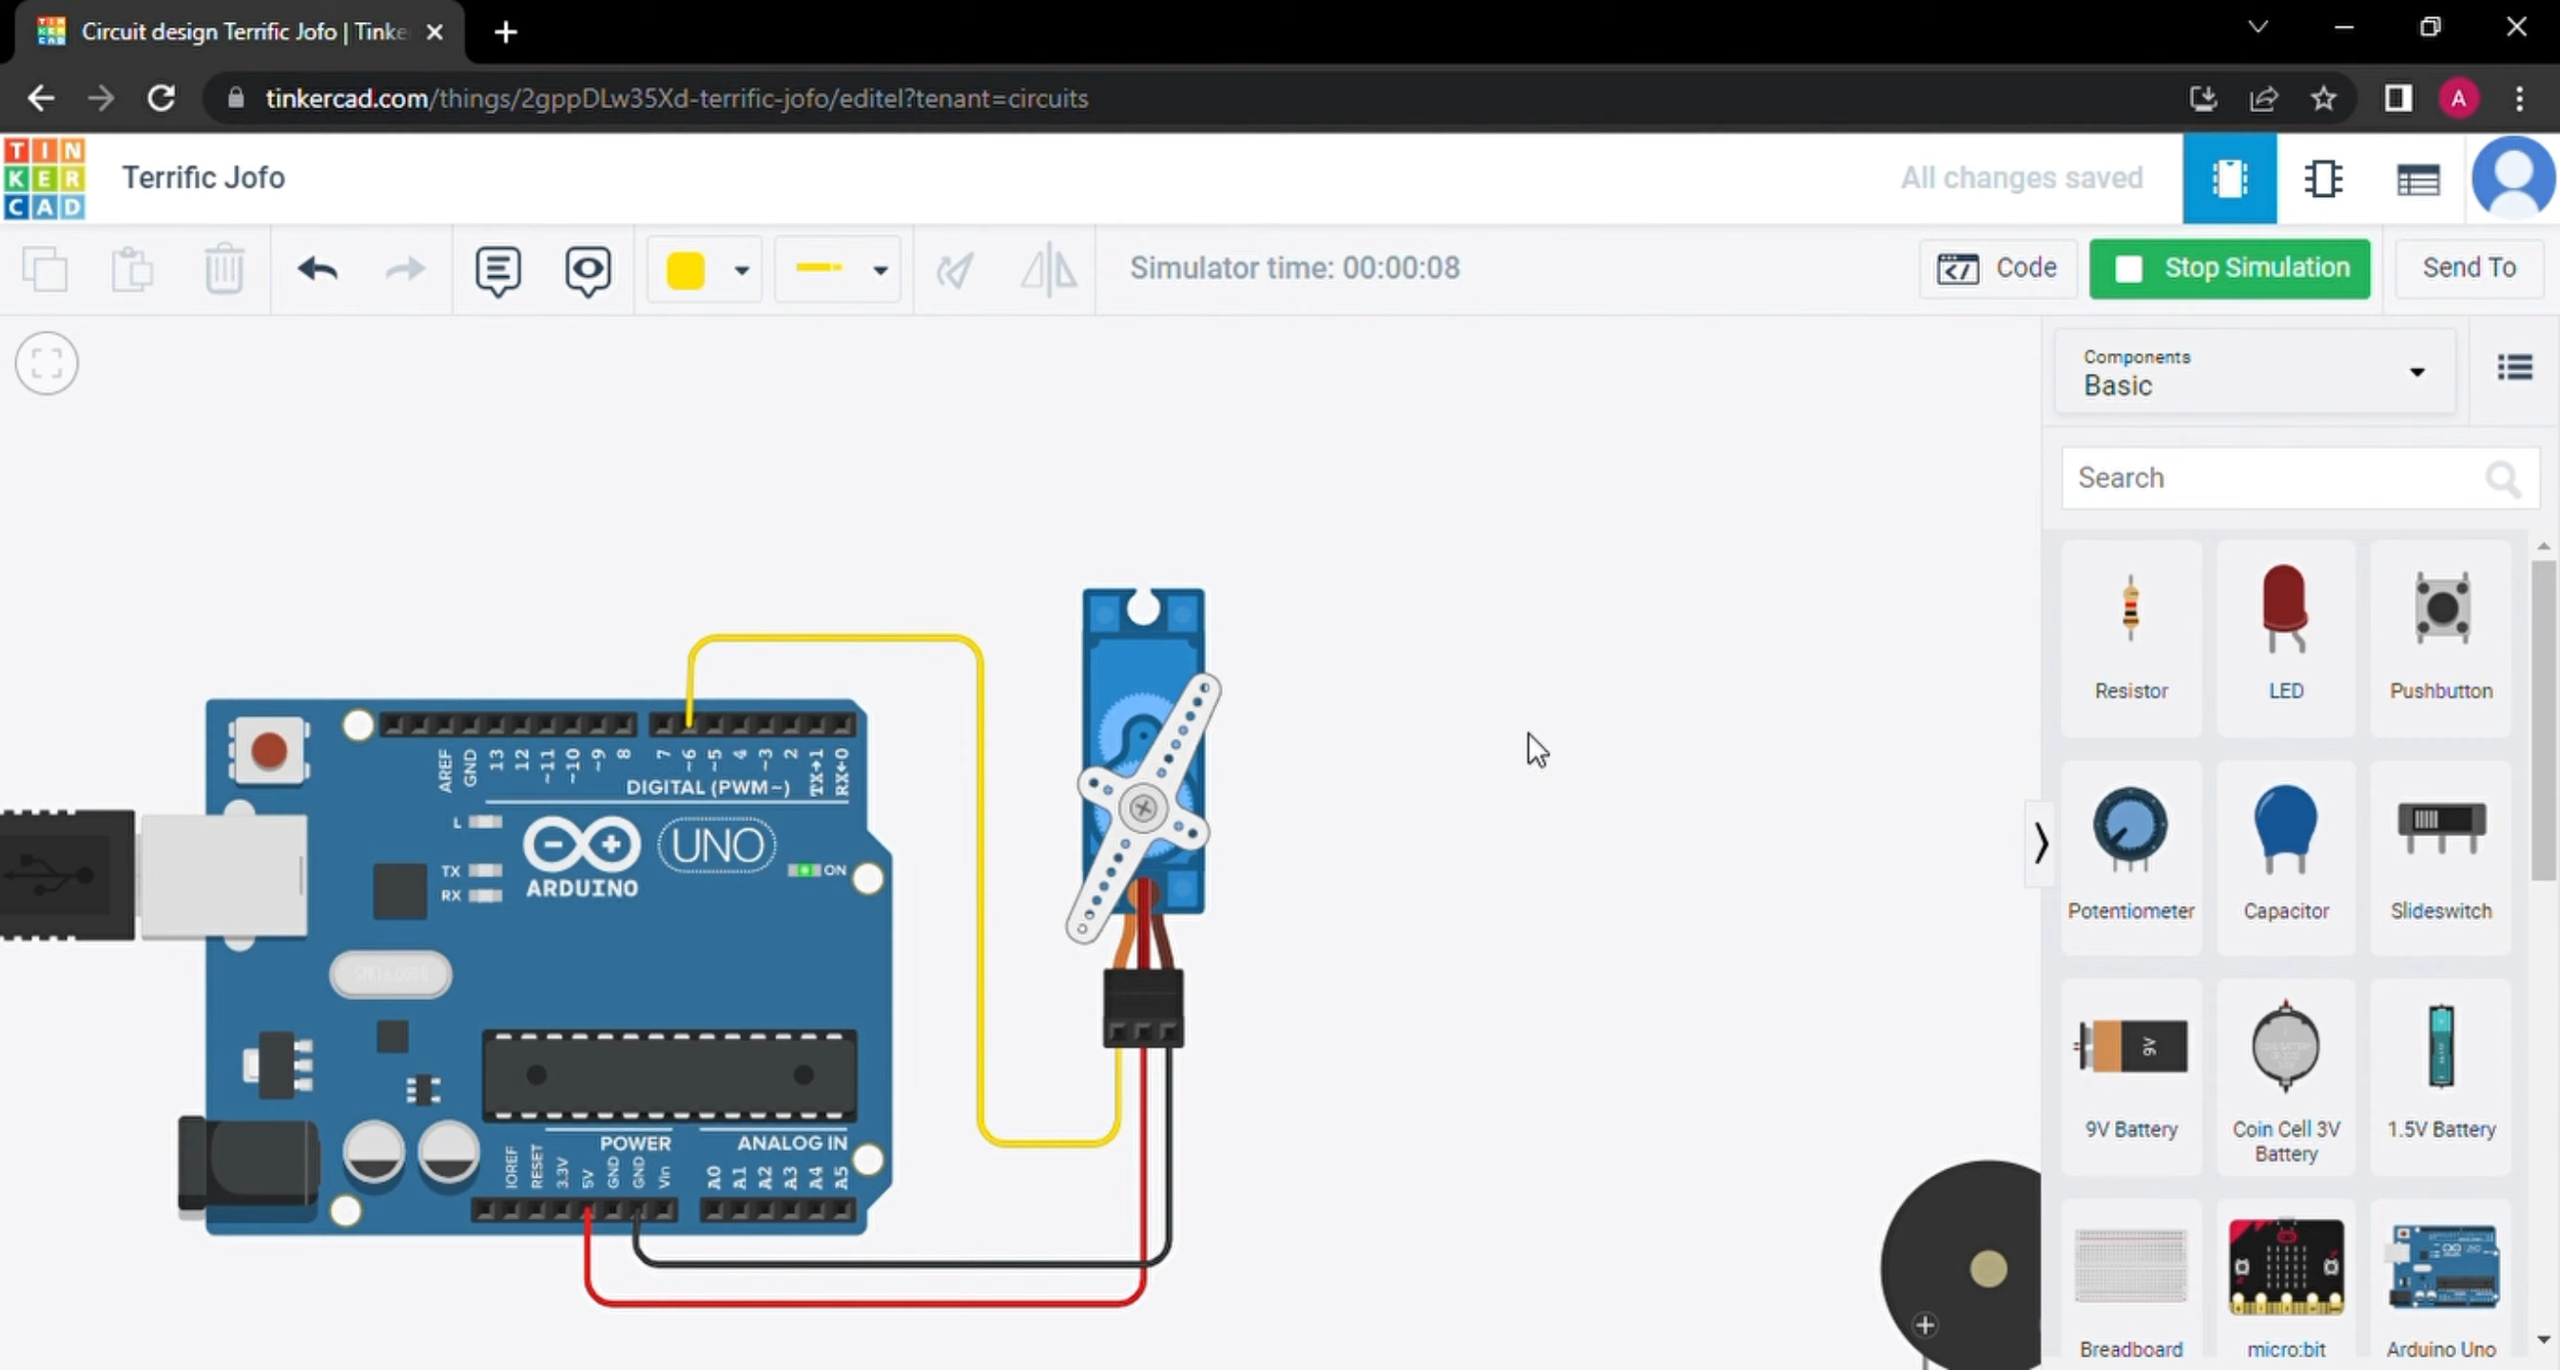 Circuit design Terrific Jofo | Tinke
tinkercad.com/things/2gppDLw35Xd-terrific-jofo/editel?tenant=circuits
A
TIN
KER
CAD
Terrific Jofo
All changes saved
Simulator time: 00:00:08
Code
Stop Simulation
Send To
Components
Basic
Search
Resistor
LED
Pushbutton
Potentiometer
Capacitor
Slideswitch
9V
9V Battery
Coin Cell 3V
Battery
1.5V Battery
Breadboard
micro:bit
Arduino Uno
AREF
GND
13
12
~11
~10
~9
8
7
~6
~5
4
~3
2
TX→1
RX←0
DIGITAL (PWM~)
L
TX
RX
ARDUINO
UNO
ON
POWER
ANALOG IN
IOREF
RESET
3.3V
5V
GND
GND
Vin
A0
A1
A2
A3
A4
A5